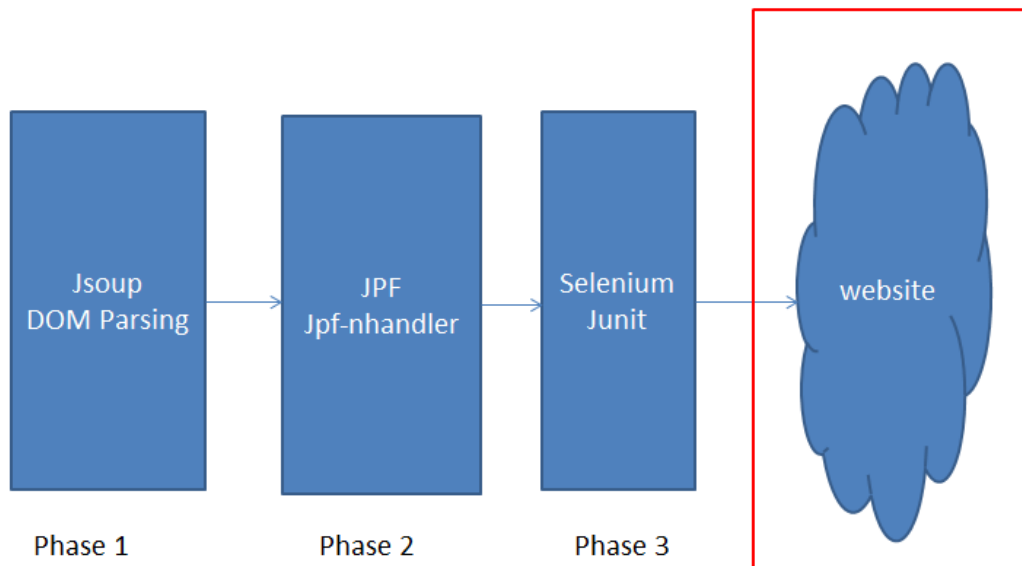 Jsoup
DOM Parsing
JPF
Jpf-nhandler
Selenium
Junit
website
Phase 1
Phase 2
Phase 3